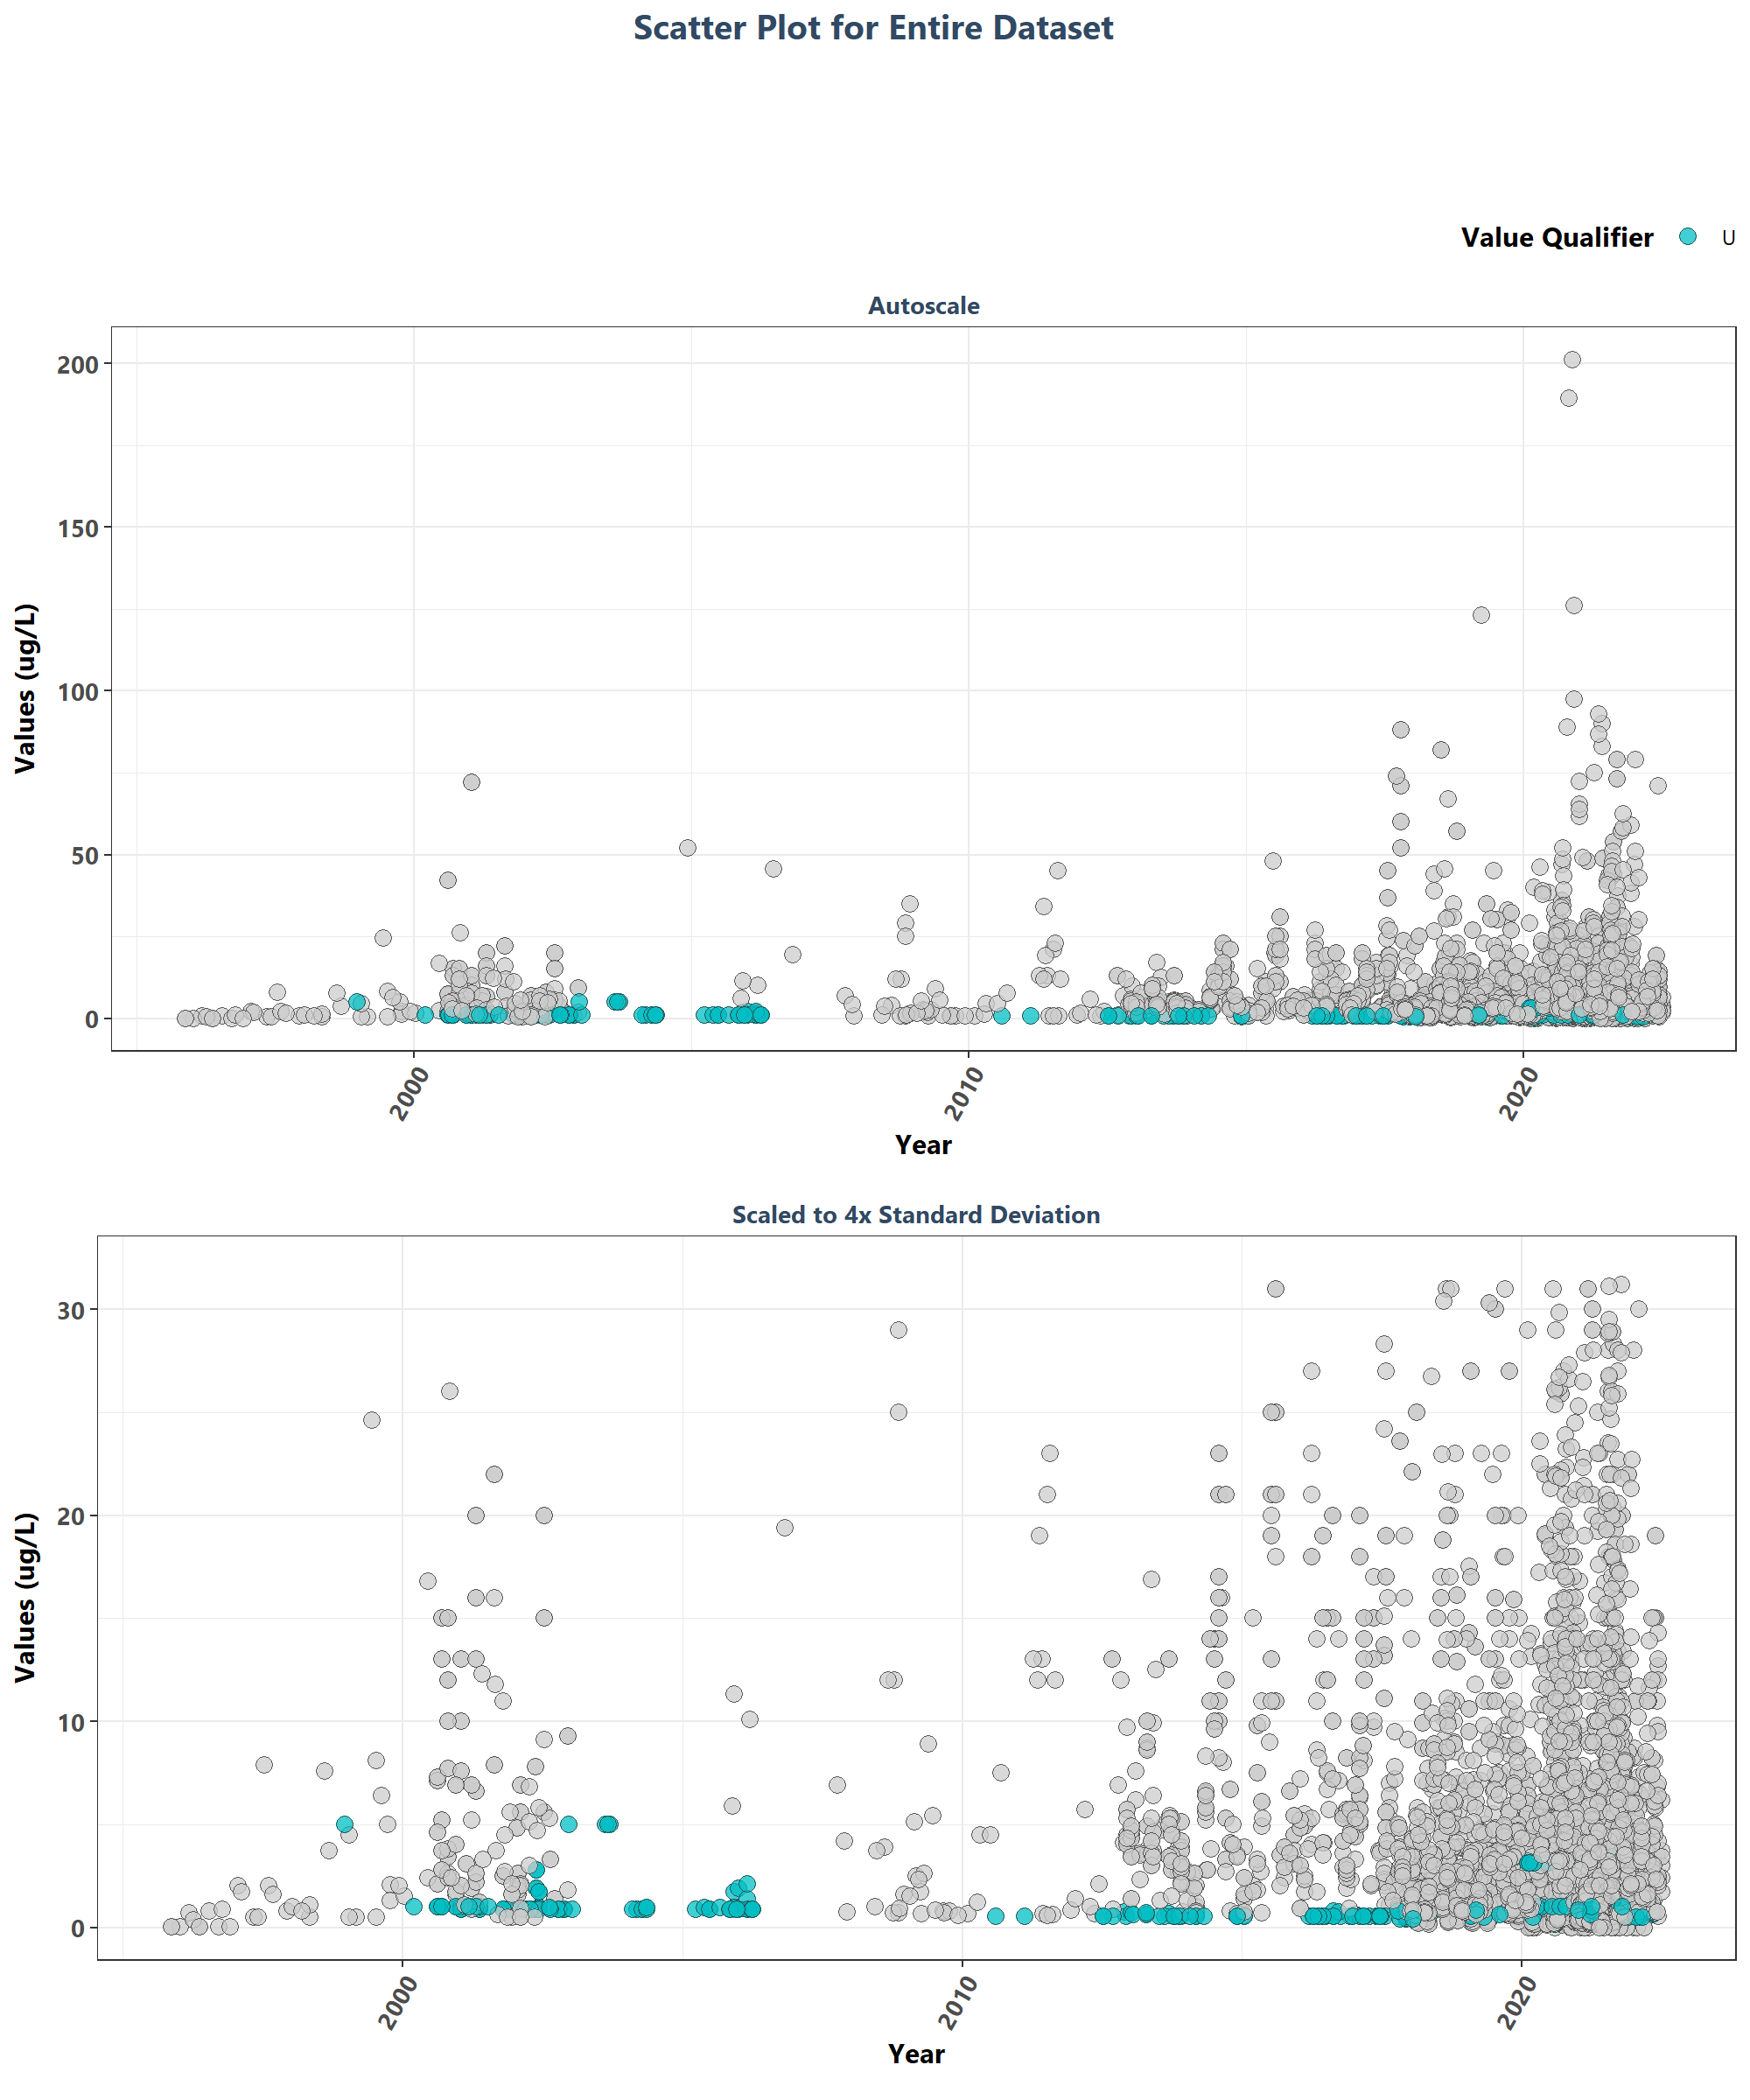 Scatter Plot for Entire Dataset
Value Qualifier U
Autoscale
Values (ug/L)
200
150
100
50
0
2000 2010 2020
Year
Scaled to 4x Standard Deviation
Values (ug/L)
30
20
10
0
2000 2010 2020
Year